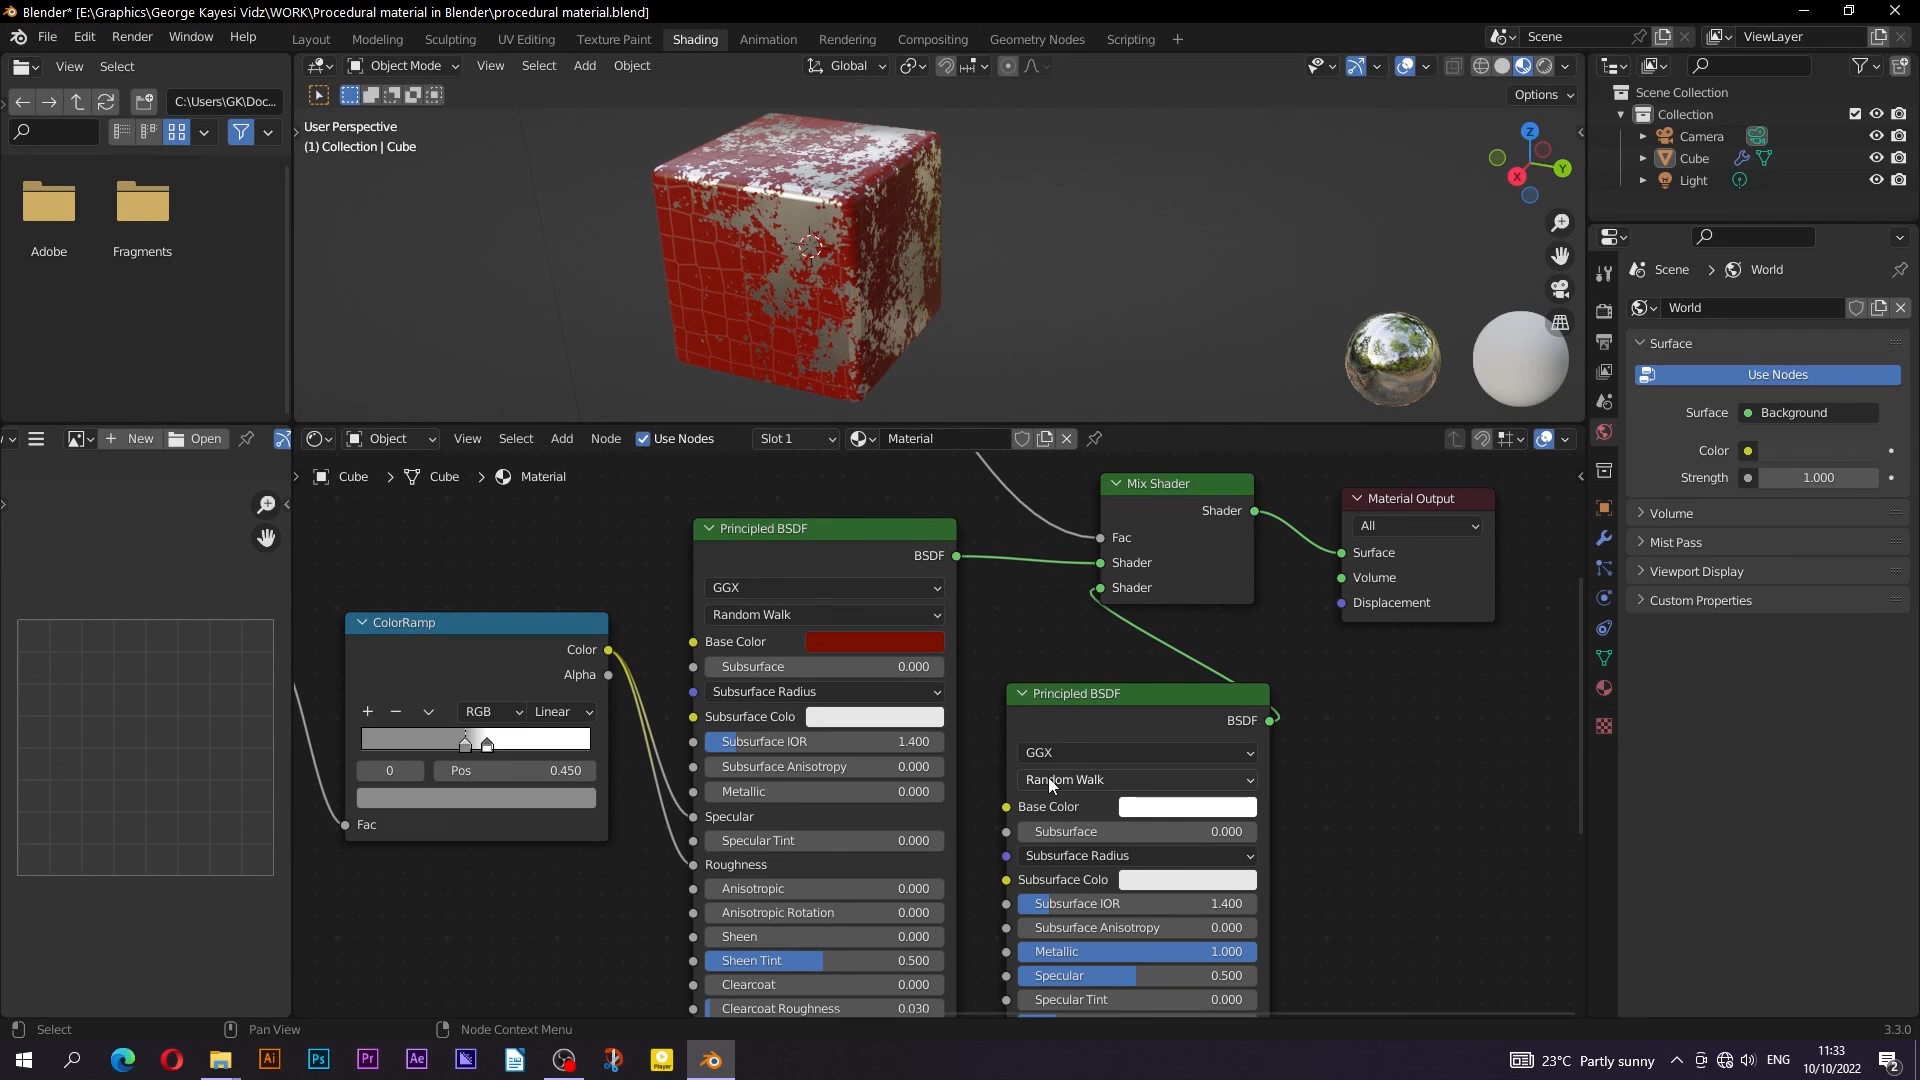 Blender* [E:\Graphics\George Kayesi Vidz\WORK\Procedural material in Blender\procedural material.blend]
File Edit Render Window Help Layout Modeling Sculpting UV Editing Texture Paint Shading Animation Rendering Compositing Geometry Nodes Scripting + Scene ViewLayer
View Select Object Mode View Select Add Object Global
C:\Users\GK\Doc... Options
Scene Collection
Collection
Camera
Cube
Light
User Perspective
(1) Collection | Cube
Z
Y
X
Adobe Fragments
Scene > World
World
Surface
Use Nodes
Surface Background
Color
Strength 1.000
Volume
Mist Pass
Viewport Display
Custom Properties
New Open Object View Select Add Node Use Nodes Slot 1 Material
Cube > Cube > Material
Mix Shader
Shader
Fac
Shader
Shader
Material Output
All
Surface
Volume
Displacement
Principled BSDF
BSDF
GGX
Random Walk
Base Color
Subsurface 0.000
Subsurface Radius
Subsurface Colo
Subsurface IOR 1.400
Subsurface Anisotropy 0.000
Metallic 0.000
Specular
Specular Tint 0.000
Roughness
Anisotropic 0.000
Anisotropic Rotation 0.000
Sheen 0.000
Sheen Tint 0.500
Clearcoat 0.000
Clearcoat Roughness 0.030
ColorRamp
Color
Alpha
RGB Linear
0 Pos 0.450
Fac
Principled BSDF
BSDF
GGX
Random Walk
Base Color
Subsurface 0.000
Subsurface Radius
Subsurface Colo
Subsurface IOR 1.400
Subsurface Anisotropy 0.000
Metallic 1.000
Specular 0.500
Specular Tint 0.000
Select Pan View Node Context Menu 3.3.0
Ai Ps Pr Ae Player 23°C Partly sunny ENG 11:33
10/10/2022 2